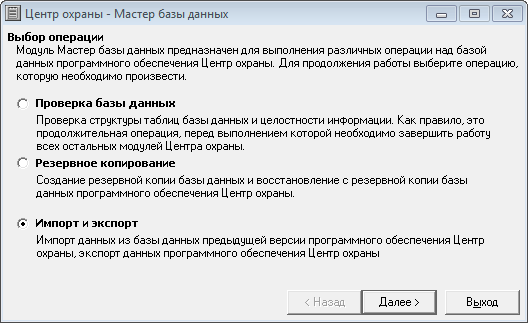 Центр охраны - Мастер базы данных
Выбор операции
Модуль Мастер базы данных предназначен для выполнения различных операции над базой
данных программного обеспечения Центр охраны. Для продолжения работы выберите операцию,
которую необходимо произвести.
Проверка базы данных
Проверка структуры таблиц базы данных и целостности информации. Как правило, это
продолжительная операция, перед выполнением которой необходимо завершить работу
всех остальных модулей Центра охраны.
Резервное копирование
Создание резервной копии базы данных и восстановление с резервной копии базы
данных программного обеспечения Центр охраны.
Импорт и экспорт
Импорт данных из базы данных предыдущей версии программного обеспечения Центр
охраны, экспорт данных программного обеспечения Центр охраны
< Назад
Далее >
Выход